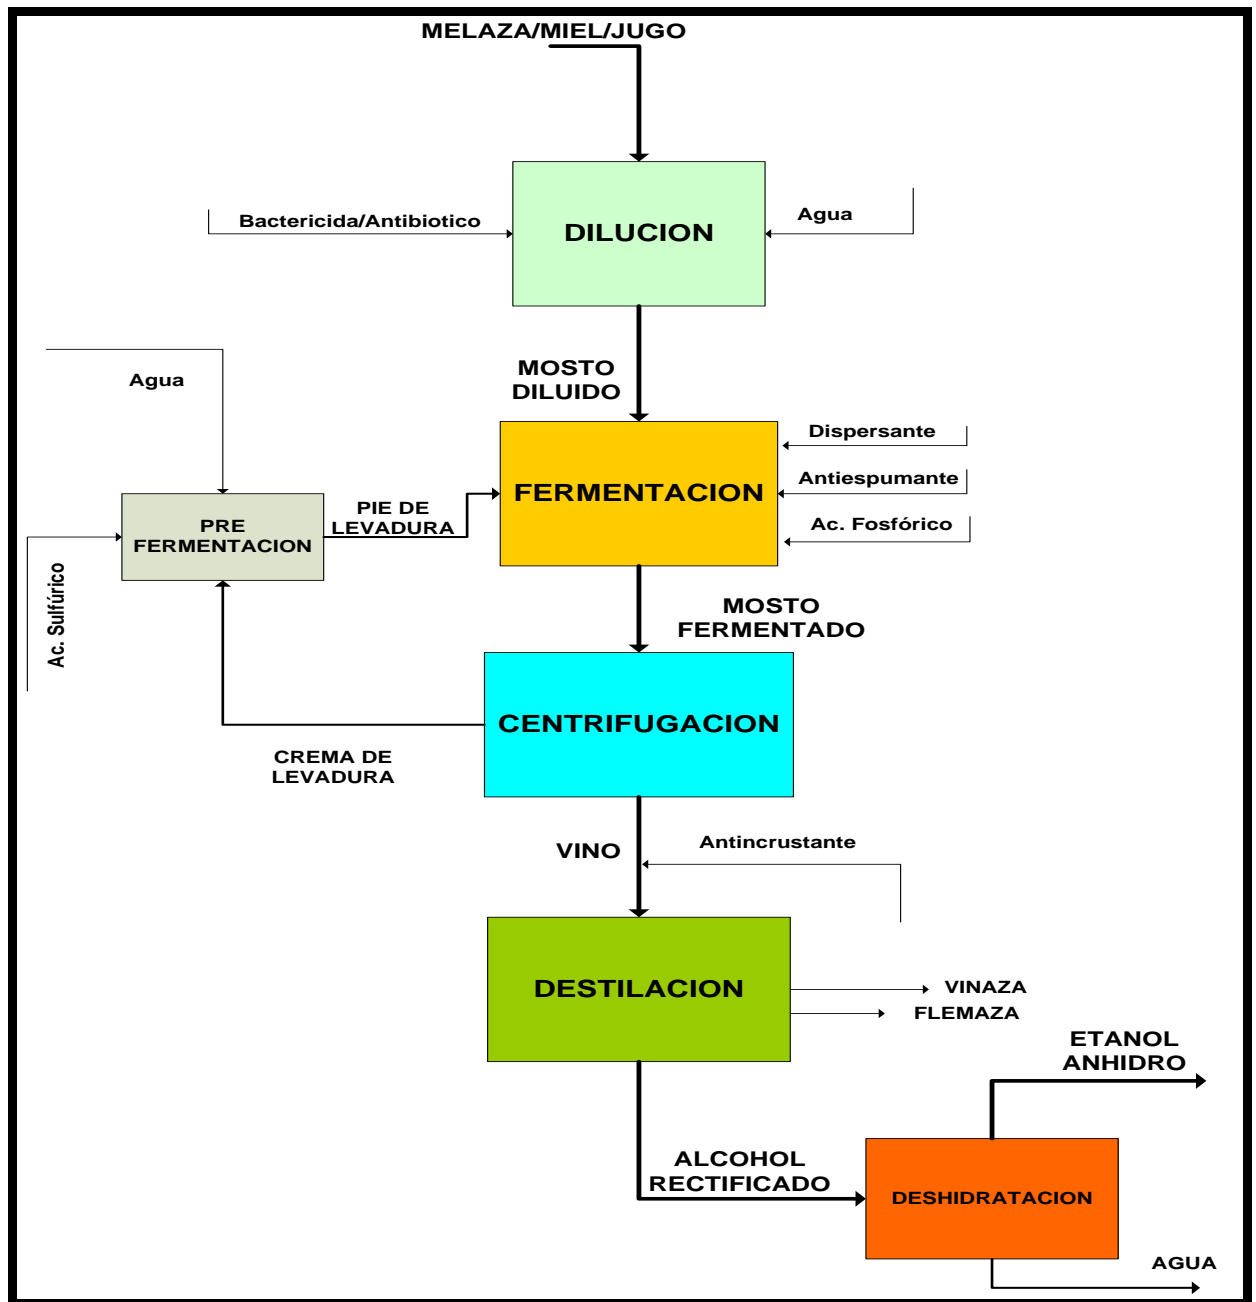 MELAZA/MIEL/JUGO
Bactericida/Antibiotico
DILUCION
Agua
MOSTO
DILUIDO
Agua
Dispersante
FERMENTACION
Antiespumante
Ac. Fosfórico
PIE DE
LEVADURA
PRE
FERMENTACION
Ac. Sulfúrico
MOSTO
FERMENTADO
CENTRIFUGACION
CREMA DE
LEVADURA
VINO
Antincrustante
DESTILACION
VINAZA
FLEMAZA
ETANOL
ANHIDRO
ALCOHOL
RECTIFICADO
DESHIDRATACION
AGUA